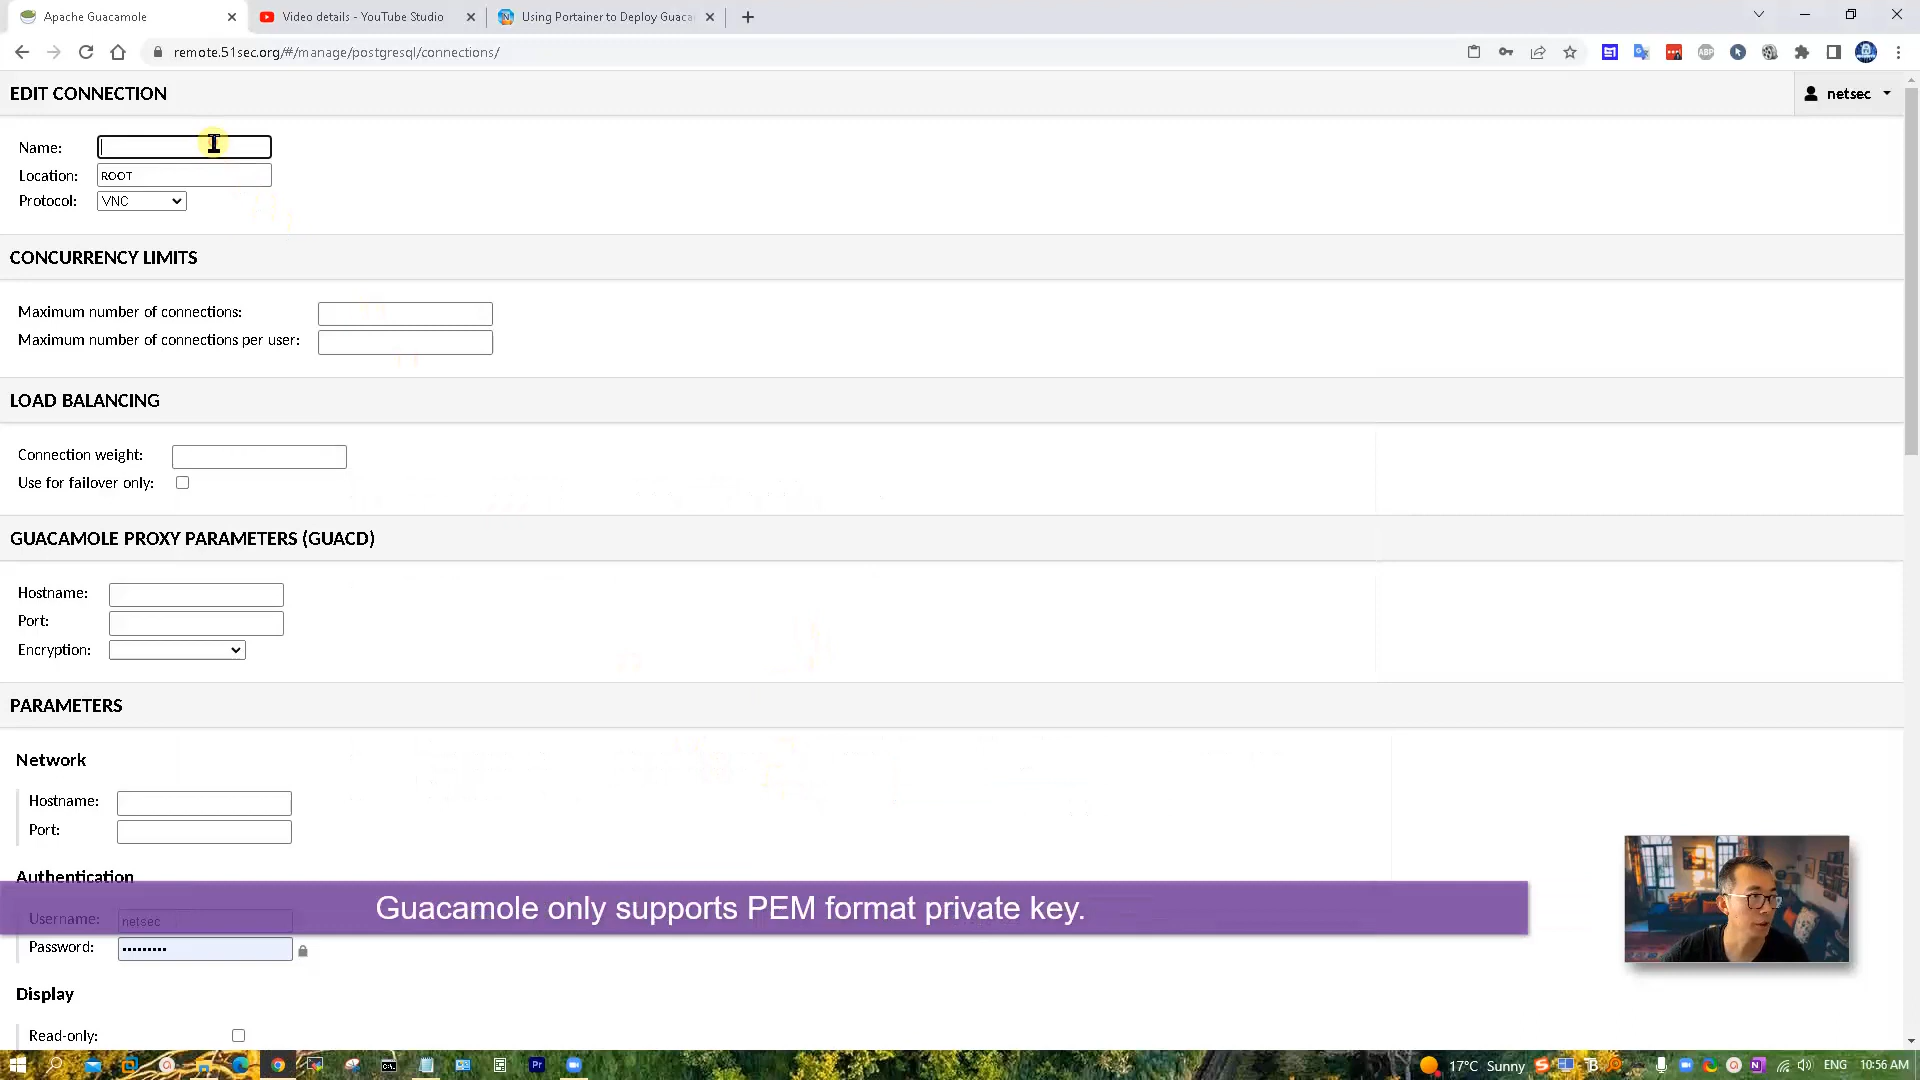 Apache Guacamole
Video details - YouTube Studio
Using Portainer to Deploy Guaca
remote.51sec.org/#/manage/postgresql/connections/
ABP
EDIT CONNECTION
netsec
Name:
Location: ROOT
Protocol: VNC
CONCURRENCY LIMITS
Maximum number of connections:
Maximum number of connections per user:
LOAD BALANCING
Connection weight:
Use for failover only:
GUACAMOLE PROXY PARAMETERS (GUACD)
Hostname:
Port:
Encryption:
PARAMETERS
Network
Hostname:
Port:
Authentication
Guacamole only supports PEM format private key.
Username: netsec
Password: •••••••••
Display
Read-only:
Pr
17°C Sunny
ENG
10:56 AM